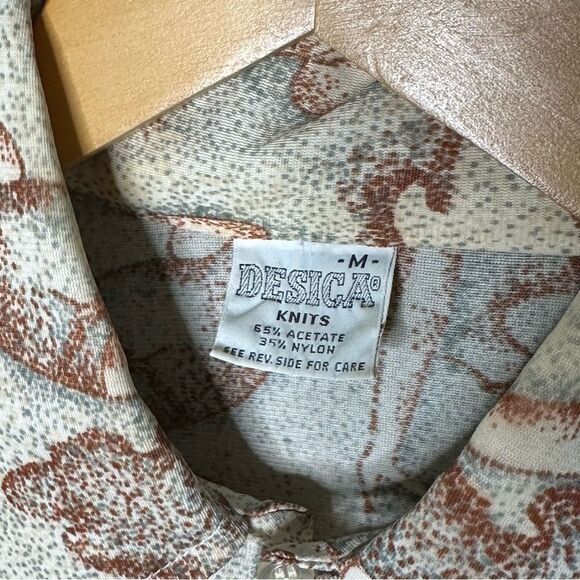 -M-
DESICA®
KNITS
65% ACETATE
35% NYLON
SEE REV. SIDE FOR CARE